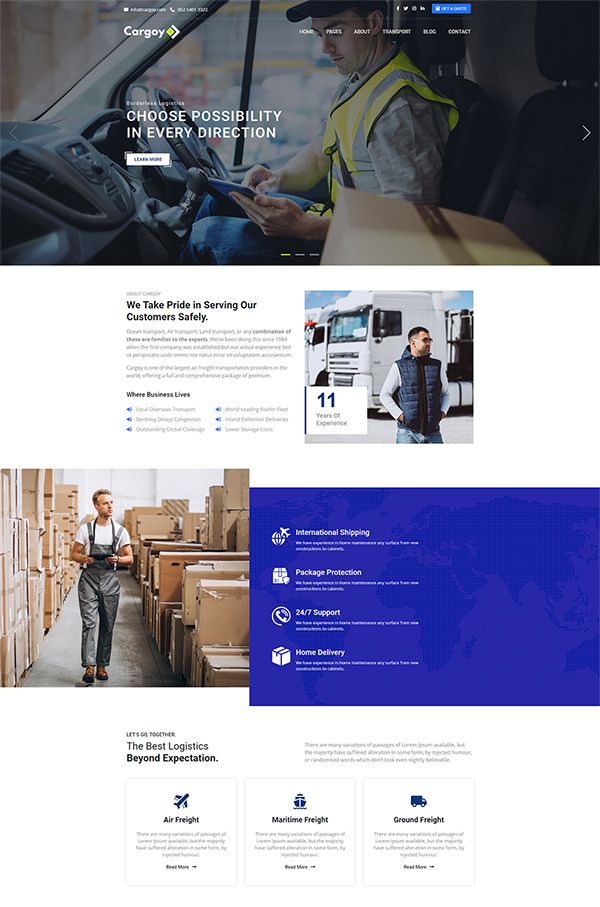 info@cargoy.com 052 5401 3322
GET A QUOTE
Cargoy
HOME PAGES ABOUT TRANSPORT BLOG CONTACT
Borderless Logistics
CHOOSE POSSIBILITY
IN EVERY DIRECTION
LEARN MORE
ABOUT CARGOY
We Take Pride in Serving Our
Customers Safely.
Ocean transport, Air transport, Land transport, or any combination of
these are familiar to the experts. We've been doing this since 1984
when the first company was established but our actual experience Sed
ut perspiciatis unde omnis iste natus error sit voluptatem accusantium.
Cargoy is one of the largest air freight transportation providers in the
world, offering a full and comprehensive package of premium.
Where Business Lives
Local Overseas Transport
World Leading Reefer Fleet
Berthing Delays Congestion
Inland Collection Deliveries
Outstanding Global Coverage
Lower Storage Costs
11
Years Of
Experience
International Shipping
We have experience in home maintenance any surface from new
constructions to cabinets.
Package Protection
We have experience in home maintenance any surface from new
constructions to cabinets.
24/7 Support
We have experience in home maintenance any surface from new
constructions to cabinets.
Home Delivery
We have experience in home maintenance any surface from new
constructions to cabinets.
LET'S GO, TOGETHER.
The Best Logistics
Beyond Expectation.
There are many variations of passages of Lorem Ipsum available, but
the majority have suffered alteration in some form, by injected humour,
or randomised words which don't look even slightly believable.
Air Freight
There are many variations of passages of
Lorem Ipsum available, but the majority
have suffered alteration in some form, by
injected humour.
Read More
Maritime Freight
There are many variations of passages of
Lorem Ipsum available, but the majority
have suffered alteration in some form, by
injected humour.
Read More
Ground Freight
There are many variations of passages of
Lorem Ipsum available, but the majority
have suffered alteration in some form, by
injected humour.
Read More